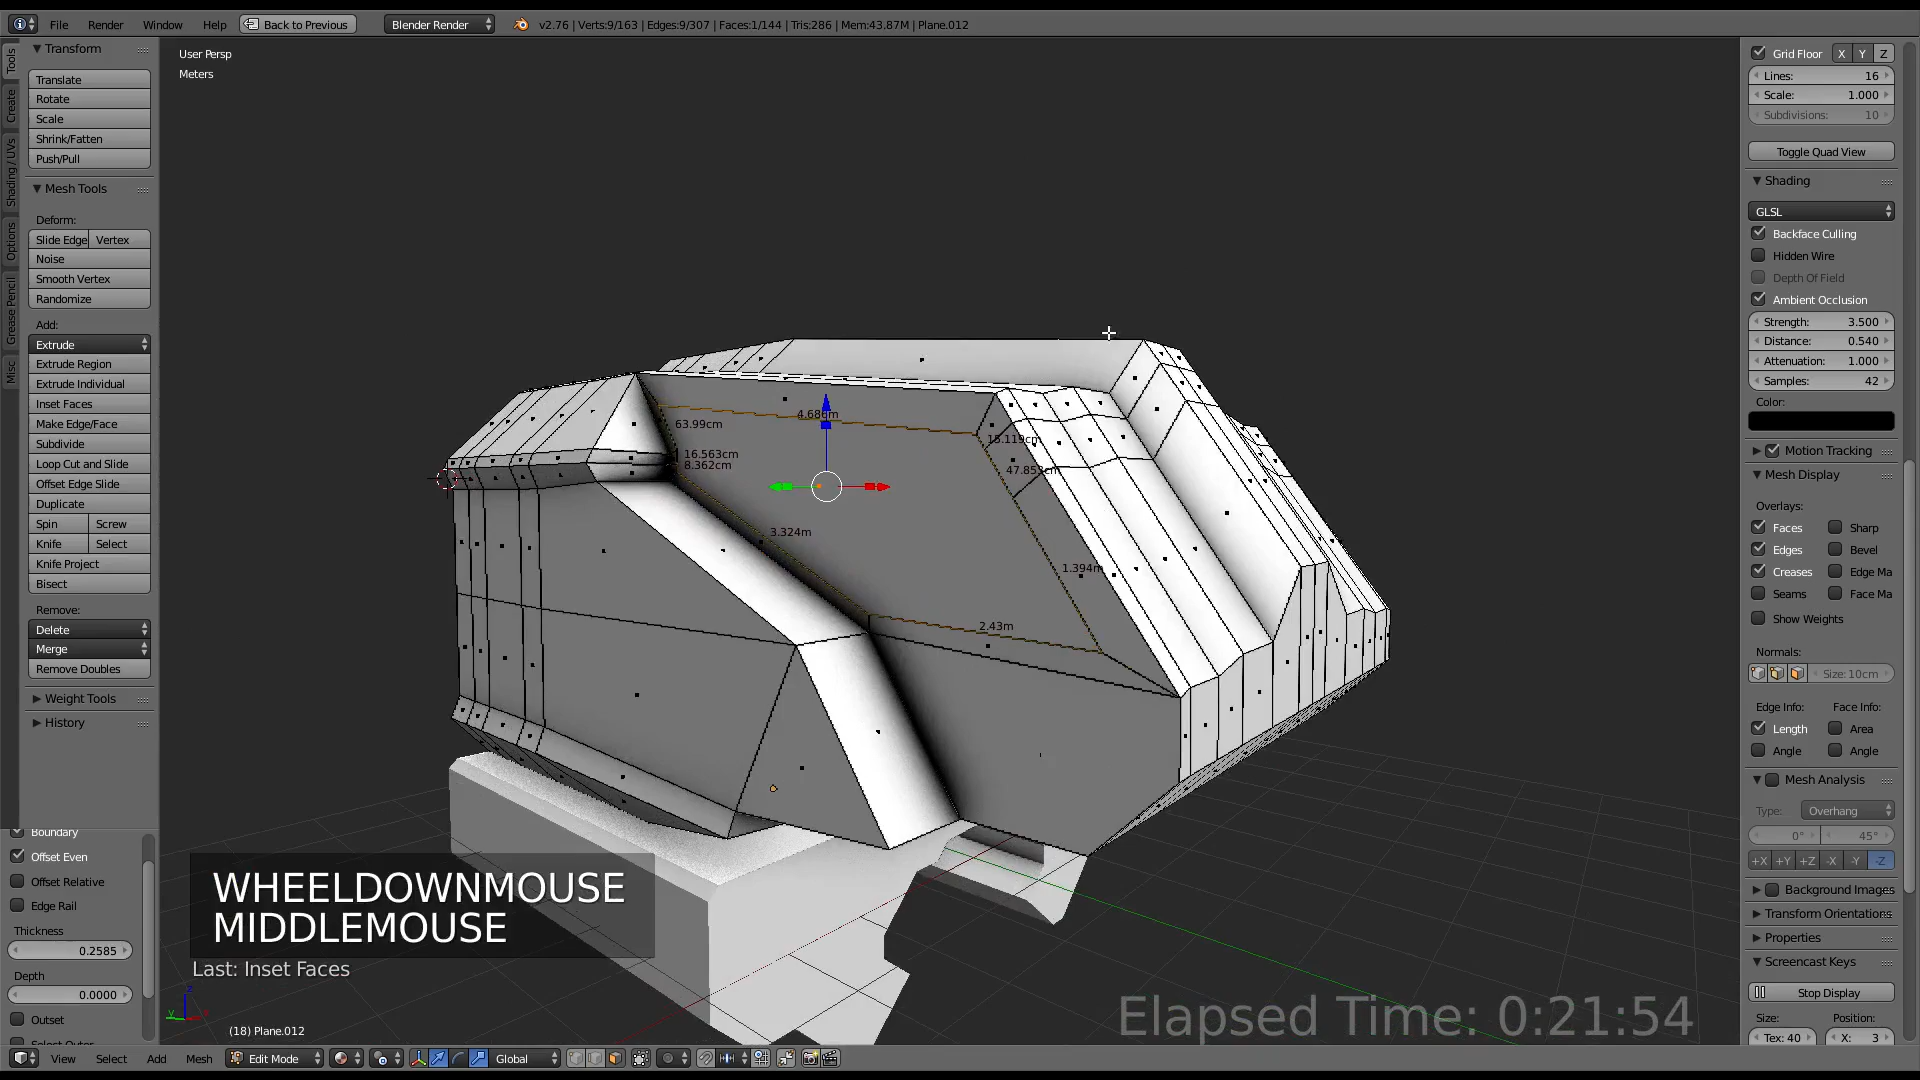 File Render Window Help Back to Previous Blender Render v2.76 | Verts:9/163 | Edges:9/307 | Faces:1/144 | Tris:286 | Mem:43.87M | Plane.012
Tools
Create
Shading / UVs
Options
Grease Pencil
Misc
Transform
Translate
Rotate
Scale
Shrink/Fatten
Push/Pull
Mesh Tools
Deform:
Slide Edge Vertex
Noise
Smooth Vertex
Randomize
Add:
Extrude
Extrude Region
Extrude Individual
Inset Faces
Make Edge/Face
Subdivide
Loop Cut and Slide
Offset Edge Slide
Duplicate
Spin Screw
Knife Select
Knife Project
Bisect
Remove:
Delete
Merge
Remove Doubles
Weight Tools
History
Boundary
Offset Even
Offset Relative
Edge Rail
Thickness
0.2585
Depth
0.0000
Outset
Select Outer
User Persp
Meters
4.686m
63.99cm
16.563cm
8.362cm
15.119cm
47.853cm
3.324m
1.394m
2.43m
WHEELDOWNMOUSE
MIDDLEMOUSE
Last: Inset Faces
z
y
(18) Plane.012
Elapsed Time: 0:21:54
Grid Floor X Y Z
Lines: 16
Scale: 1.000
Subdivisions: 10
Toggle Quad View
Shading
GLSL
Backface Culling
Hidden Wire
Depth Of Field
Ambient Occlusion
Strength: 3.500
Distance: 0.540
Attenuation: 1.000
Samples: 42
Color:
Motion Tracking
Mesh Display
Overlays:
Faces Sharp
Edges Bevel
Creases Edge Ma
Seams Face Ma
Show Weights
Normals:
Size: 10cm
Edge Info: Face Info:
Length Area
Angle Angle
Mesh Analysis
Type: Overhang
0° 45°
+X +Y +Z -X -Y -Z
Background Images
Transform Orientations
Properties
Screencast Keys
Stop Display
Size: Position:
Tex: 40 X: 3
View Select Add Mesh Edit Mode Global